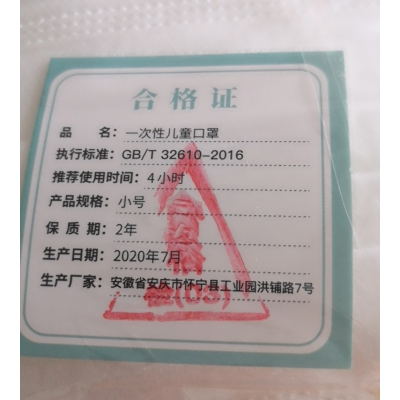 合格证
品 名：一次性儿童口罩
执行标准：GB/T 32610-2016
推荐使用时间：4小时
产品规格：小号
保 质 期：2年
生产日期：2020年7月
生产厂家：安徽省安庆市怀宁县工业园洪铺路7号